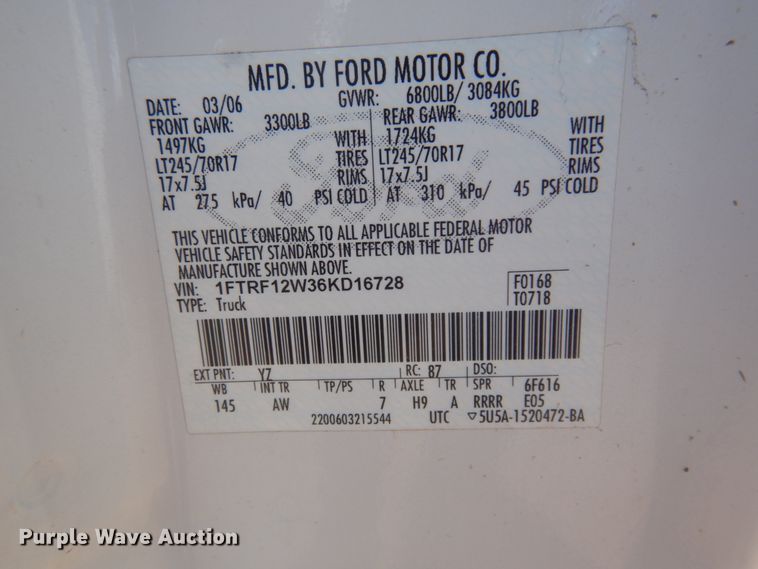 MFD. BY FORD MOTOR CO.
DATE: 03/06 GVWR: 6800LB/ 3084KG
FRONT GAWR: 3300LB REAR GAWR: 3800LB
1497KG WITH 1724KG WITH
LT245/70R17 TIRES LT245/70R17 TIRES
17x7.5J RIMS 17x7.5J RIMS
AT 275 kPa/ 40 PSI COLD AT 310 kPa/ 45 PSI COLD
THIS VEHICLE CONFORMS TO ALL APPLICABLE FEDERAL MOTOR
VEHICLE SAFETY STANDARDS IN EFFECT ON THE DATE OF
MANUFACTURE SHOWN ABOVE.
VIN: 1FTRF12W36KD16728 F0168
TYPE: Truck T0718
EXT PNT: YZ RC: 87 DSO:
WB INT TR TP/PS R AXLE TR SPR 6F616
145 AW 7 H9 A RRRR E05
2200603215544 UTC ▽5U5A-1520472-BA
Purple Wave Auction